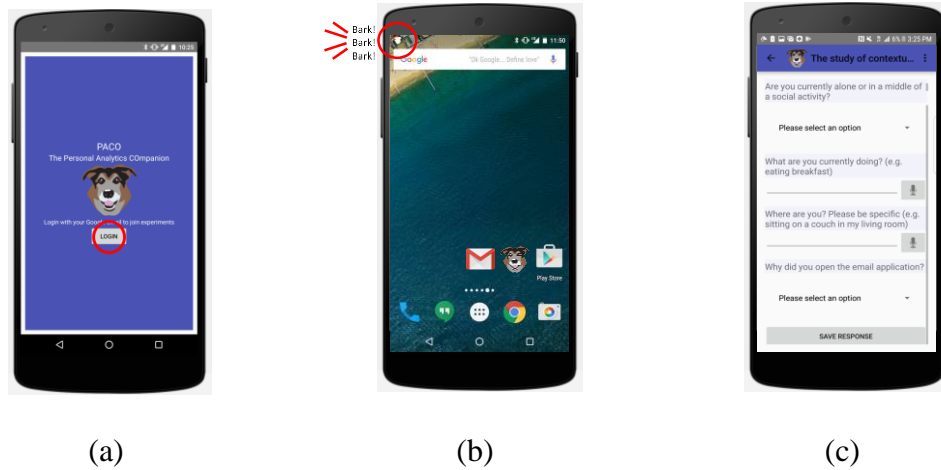 10:25
PACO
The Personal Analytics COmpanion
Login with your Google email to join experiments
LOGIN
(a)
Bark!
Bark!
Bark!
11:50
Google
"Ok Google... Define love"
Play Store
(b)
6% 3:25 PM
The study of contextu...
Are you currently alone or in a middle of
a social activity?
Please select an option
What are you currently doing? (e.g.
eating breakfast)
Where are you? Please be specific (e.g.
sitting on a couch in my living room)
Why did you open the email application?
Please select an option
SAVE RESPONSE
(c)